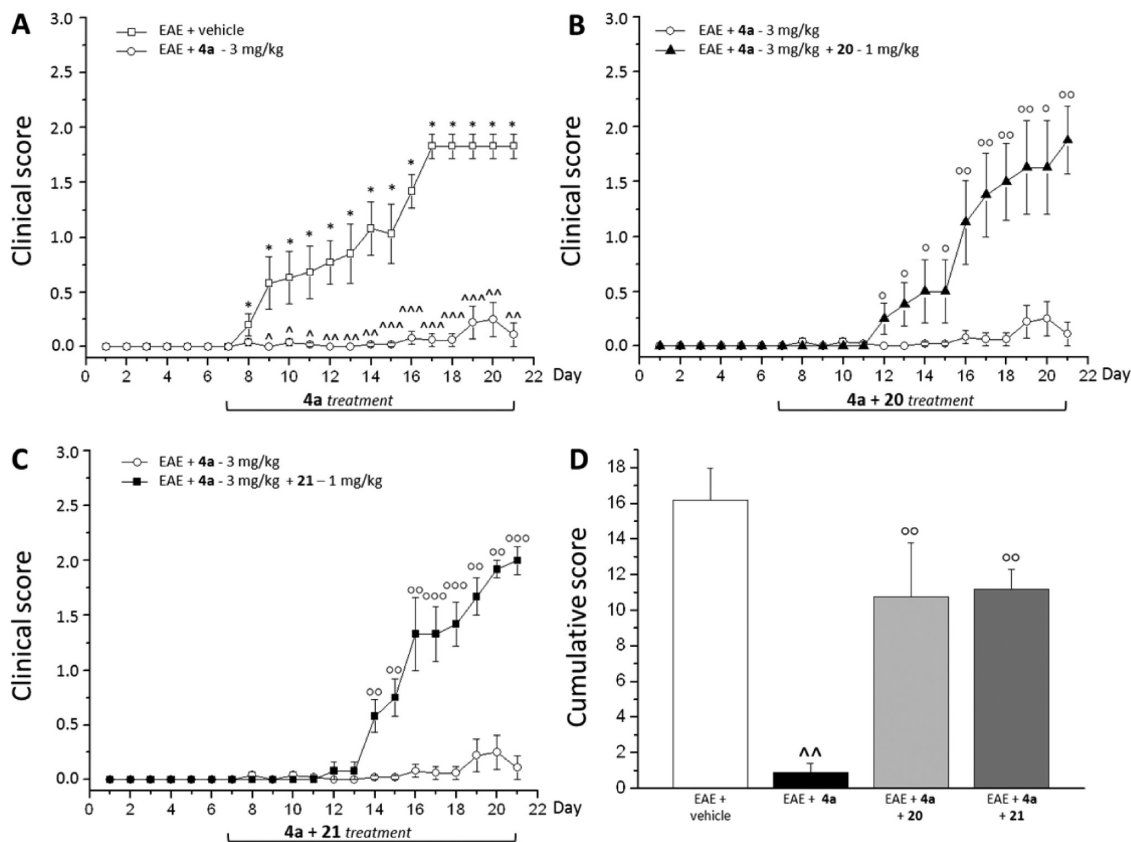 A
EAE + vehicle
EAE + 4a - 3 mg/kg
Clinical score
3.0
2.5
2.0
1.5
1.0
0.5
0.0
* * * * * * * * * * * * * *
^ ^ ^ ^^ ^^ ^^ ^^^ ^^^ ^^^ ^^^ ^^^ ^^ ^^
0 2 4 6 8 10 12 14 16 18 20 22 Day
4a treatment
B
EAE + 4a - 3 mg/kg
EAE + 4a - 3 mg/kg + 20 - 1 mg/kg
Clinical score
3.0
2.5
2.0
1.5
1.0
0.5
0.0
° ° ° ° °° °° °° °° ° °°
0 2 4 6 8 10 12 14 16 18 20 22 Day
4a + 20 treatment
C
EAE + 4a - 3 mg/kg
EAE + 4a - 3 mg/kg + 21 – 1 mg/kg
Clinical score
3.0
2.5
2.0
1.5
1.0
0.5
0.0
°° °° °° °°° °°° °° °° °°°
0 2 4 6 8 10 12 14 16 18 20 22 Day
4a + 21 treatment
D
Cumulative score
18
16
14
12
10
8
6
4
2
0
^^ °° °°
EAE + vehicle
EAE + 4a
EAE + 4a + 20
EAE + 4a + 21